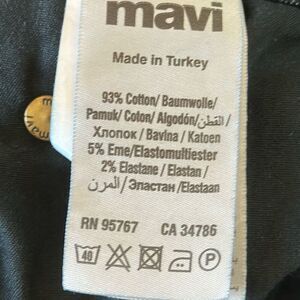 mavi
Made in Turkey
93% Cotton/ Baumwolle/
Pamuk/ Coton/ Algodón/القطن/
Хлопок/ Bavina/ Katoen
5% Eme/Elastomultiester
2% Elastane/ Elastan/
المرن/ Эластан /Elastaan
RN 95767 CA 34786
40 P